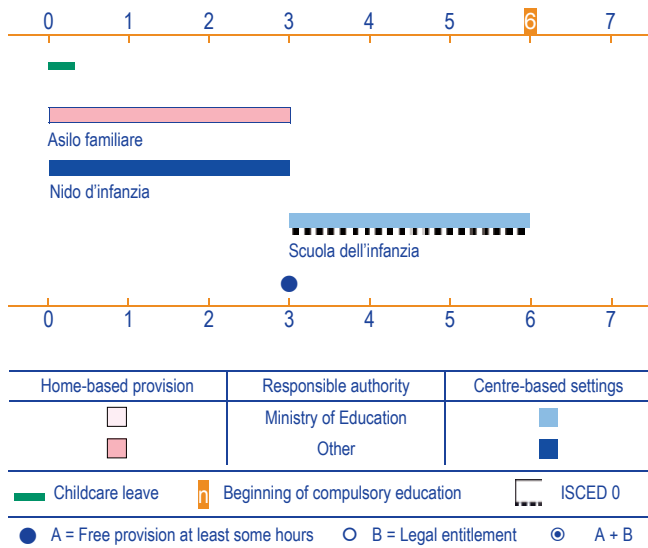 0 1 2 3 4 5 6 7
Asilo familiare
Nido d'infanzia
Scuola dell'infanzia
0 1 2 3 4 5 6 7
Home-based provision Responsible authority Centre-based settings
Ministry of Education
Other
Childcare leave n Beginning of compulsory education ISCED 0
A = Free provision at least some hours B = Legal entitlement A + B